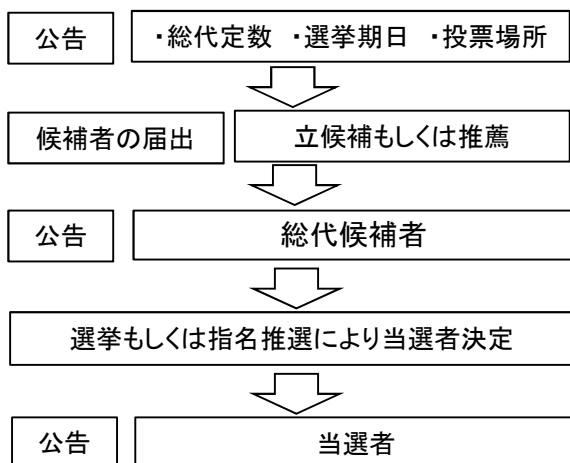 公告
・総代定数 ・選挙期日 ・投票場所
候補者の届出
立候補もしくは推薦
公告
総代候補者
選挙もしくは指名推選により当選者決定
公告
当選者